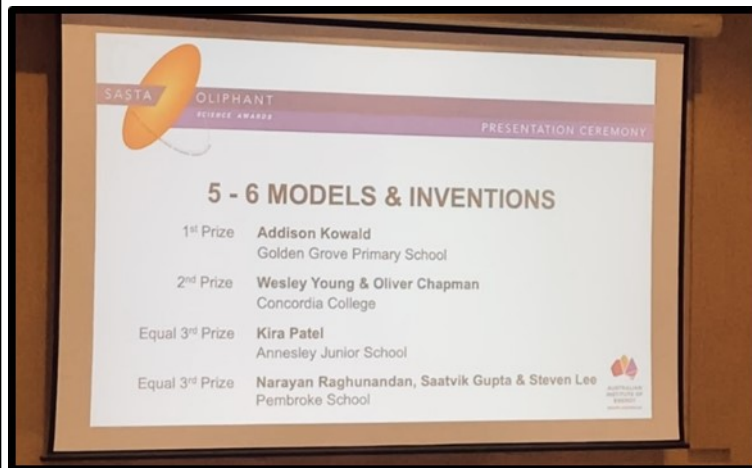 SASTA OLIPHANT
SCIENCE AWARDS
PRESENTATION CEREMONY
5 - 6 MODELS & INVENTIONS
1st Prize Addison Kowald
Golden Grove Primary School
2nd Prize Wesley Young & Oliver Chapman
Concordia College
Equal 3rd Prize Kira Patel
Annesley Junior School
Equal 3rd Prize Narayan Raghunandan, Saatvik Gupta & Steven Lee
Pembroke School
AUSTRALIAN
INSTITUTE OF
ENERGY